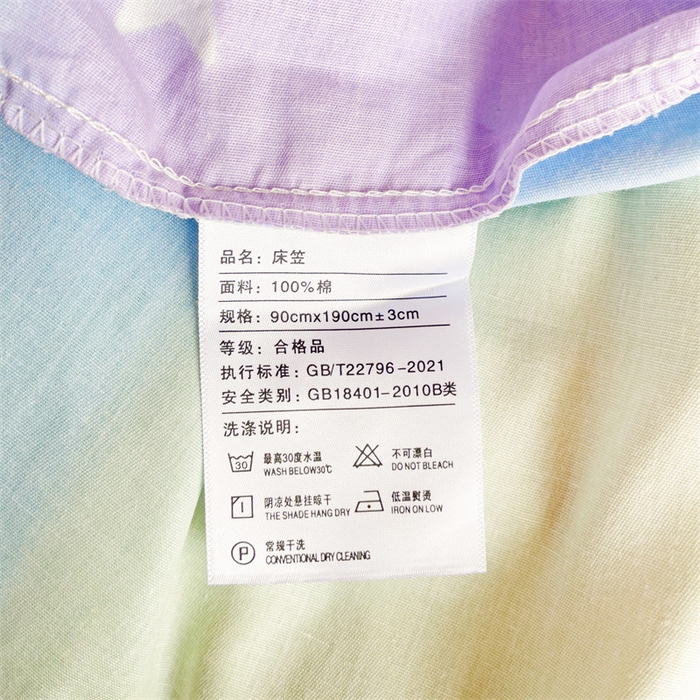 品名：床笠
面料：100%棉
规格：90cmx190cm±3cm
等级：合格品
执行标准：GB/T22796-2021
安全类别：GB18401-2010B类
洗涤说明：
30 最高30度水温 不可漂白
WASH BELOW30℃ DO NOT BLEACH
阴凉处悬挂晾干 低温熨烫
THE SHADE HANG DRY IRON ON LOW
P 常规干洗
CONVENTIONAL DRY CLEANING